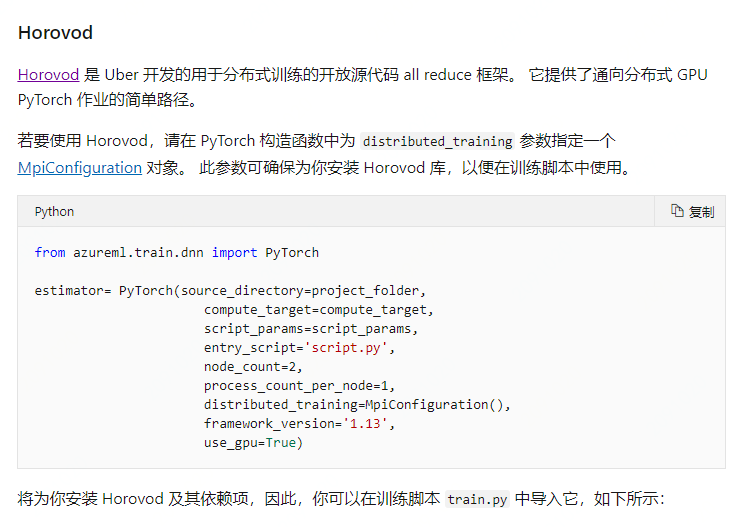 Horovod
Horovod 是 Uber 开发的用于分布式训练的开放源代码 all reduce 框架。 它提供了通向分布式 GPU
PyTorch 作业的简单路径。
若要使用 Horovod，请在 PyTorch 构造函数中为 distributed_training 参数指定一个
MpiConfiguration 对象。 此参数可确保为你安装 Horovod 库，以便在训练脚本中使用。
Python
复制
from azureml.train.dnn import PyTorch
estimator= PyTorch(source_directory=project_folder,
compute_target=compute_target,
script_params=script_params,
entry_script='script.py',
node_count=2,
process_count_per_node=1,
distributed_training=MpiConfiguration(),
framework_version='1.13',
use_gpu=True)
将为你安装 Horovod 及其依赖项，因此，你可以在训练脚本 train.py 中导入它，如下所示：